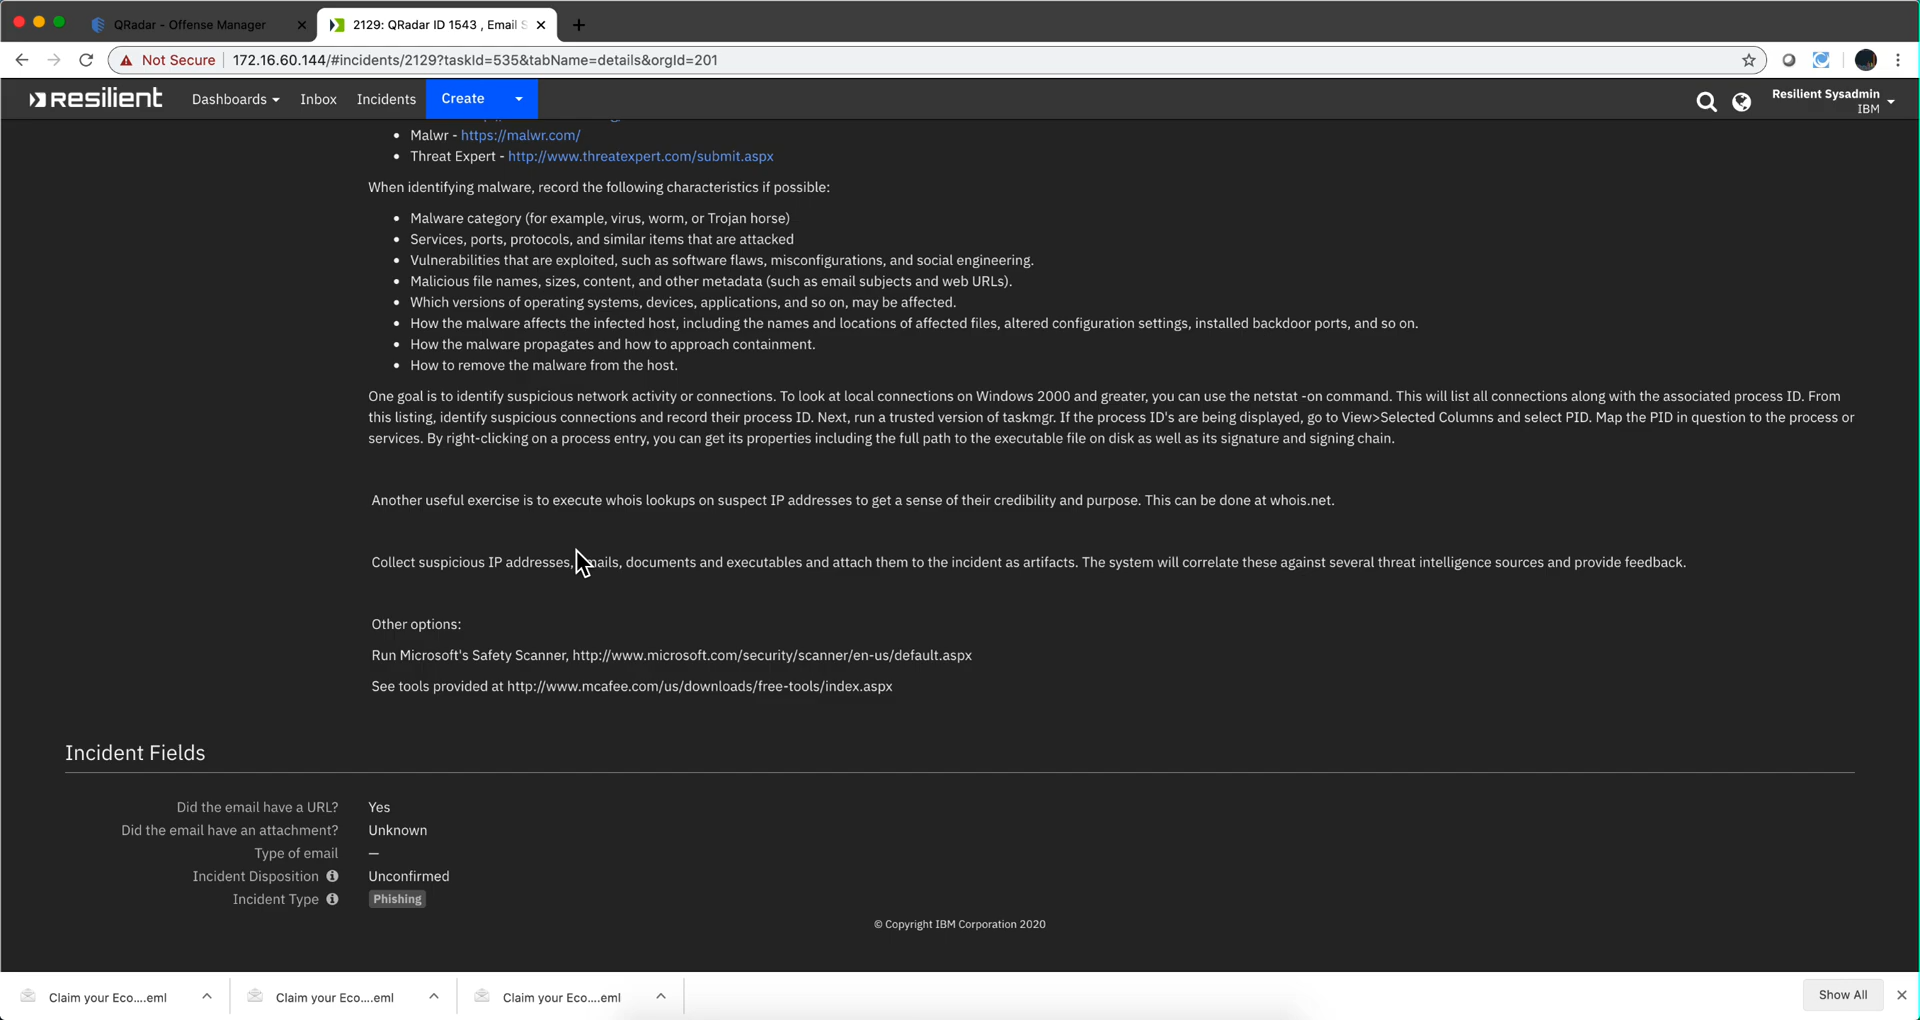 QRadar - Offense Manager
2129: QRadar ID 1543 , Email S
Not Secure
172.16.60.144/#incidents/2129?taskId=535&tabName=details&orgId=201
resilient
Dashboards
Inbox
Incidents
Create
Resilient Sysadmin
IBM
• Malwr - https://malwr.com/
• Threat Expert - http://www.threatexpert.com/submit.aspx
When identifying malware, record the following characteristics if possible:
• Malware category (for example, virus, worm, or Trojan horse)
• Services, ports, protocols, and similar items that are attacked
• Vulnerabilities that are exploited, such as software flaws, misconfigurations, and social engineering.
• Malicious file names, sizes, content, and other metadata (such as email subjects and web URLs).
• Which versions of operating systems, devices, applications, and so on, may be affected.
• How the malware affects the infected host, including the names and locations of affected files, altered configuration settings, installed backdoor ports, and so on.
• How the malware propagates and how to approach containment.
• How to remove the malware from the host.
One goal is to identify suspicious network activity or connections. To look at local connections on Windows 2000 and greater, you can use the netstat -on command. This will list all connections along with the associated process ID. From
this listing, identify suspicious connections and record their process ID. Next, run a trusted version of taskmgr. If the process ID's are being displayed, go to View>Selected Columns and select PID. Map the PID in question to the process or
services. By right-clicking on a process entry, you can get its properties including the full path to the executable file on disk as well as its signature and signing chain.
Another useful exercise is to execute whois lookups on suspect IP addresses to get a sense of their credibility and purpose. This can be done at whois.net.
Collect suspicious IP addresses, mails, documents and executables and attach them to the incident as artifacts. The system will correlate these against several threat intelligence sources and provide feedback.
Other options:
Run Microsoft's Safety Scanner, http://www.microsoft.com/security/scanner/en-us/default.aspx
See tools provided at http://www.mcafee.com/us/downloads/free-tools/index.aspx
Incident Fields
Did the email have a URL? Yes
Did the email have an attachment? Unknown
Type of email —
Incident Disposition Unconfirmed
Incident Type Phishing
© Copyright IBM Corporation 2020
Claim your Eco....eml
Claim your Eco....eml
Claim your Eco....eml
Show All